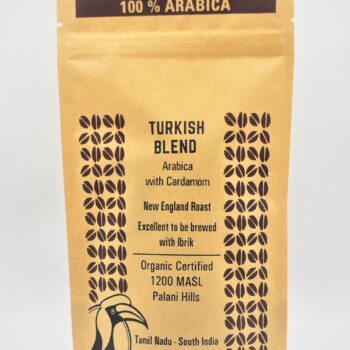 100 % ARABICA
TURKISH
BLEND
Arabica
with Cardamom
New England Roast
Excellent to be brewed
with Ibrik
Organic Certified
1200 MASL
Palani Hills
Tamil Nadu - South India